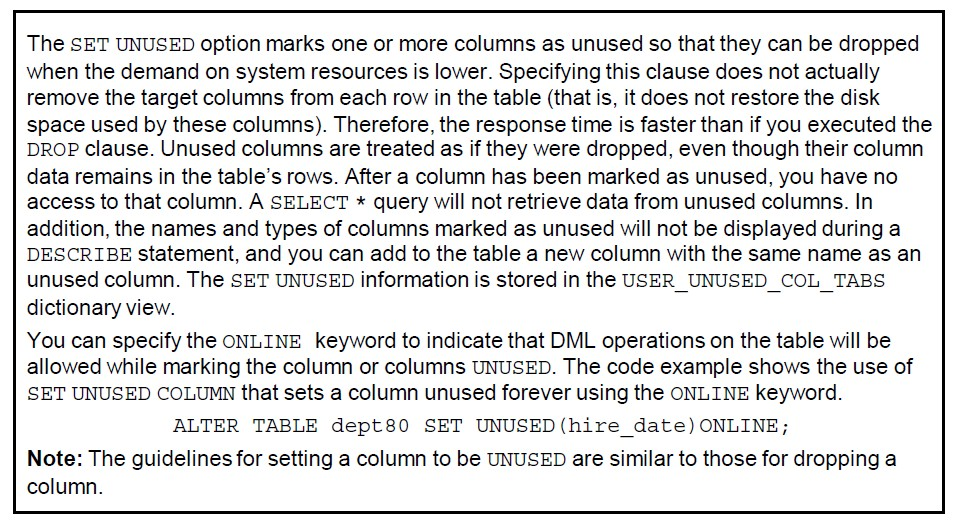 The SET UNUSED option marks one or more columns as unused so that they can be dropped
when the demand on system resources is lower. Specifying this clause does not actually
remove the target columns from each row in the table (that is, it does not restore the disk
space used by these columns). Therefore, the response time is faster than if you executed the
DROP clause. Unused columns are treated as if they were dropped, even though their column
data remains in the table’s rows. After a column has been marked as unused, you have no
access to that column. A SELECT * query will not retrieve data from unused columns. In
addition, the names and types of columns marked as unused will not be displayed during a
DESCRIBE statement, and you can add to the table a new column with the same name as an
unused column. The SET UNUSED information is stored in the USER_UNUSED_COL_TABS
dictionary view.
You can specify the ONLINE keyword to indicate that DML operations on the table will be
allowed while marking the column or columns UNUSED. The code example shows the use of
SET UNUSED COLUMN that sets a column unused forever using the ONLINE keyword.
ALTER TABLE dept80 SET UNUSED(hire_date)ONLINE;
Note: The guidelines for setting a column to be UNUSED are similar to those for dropping a
column.